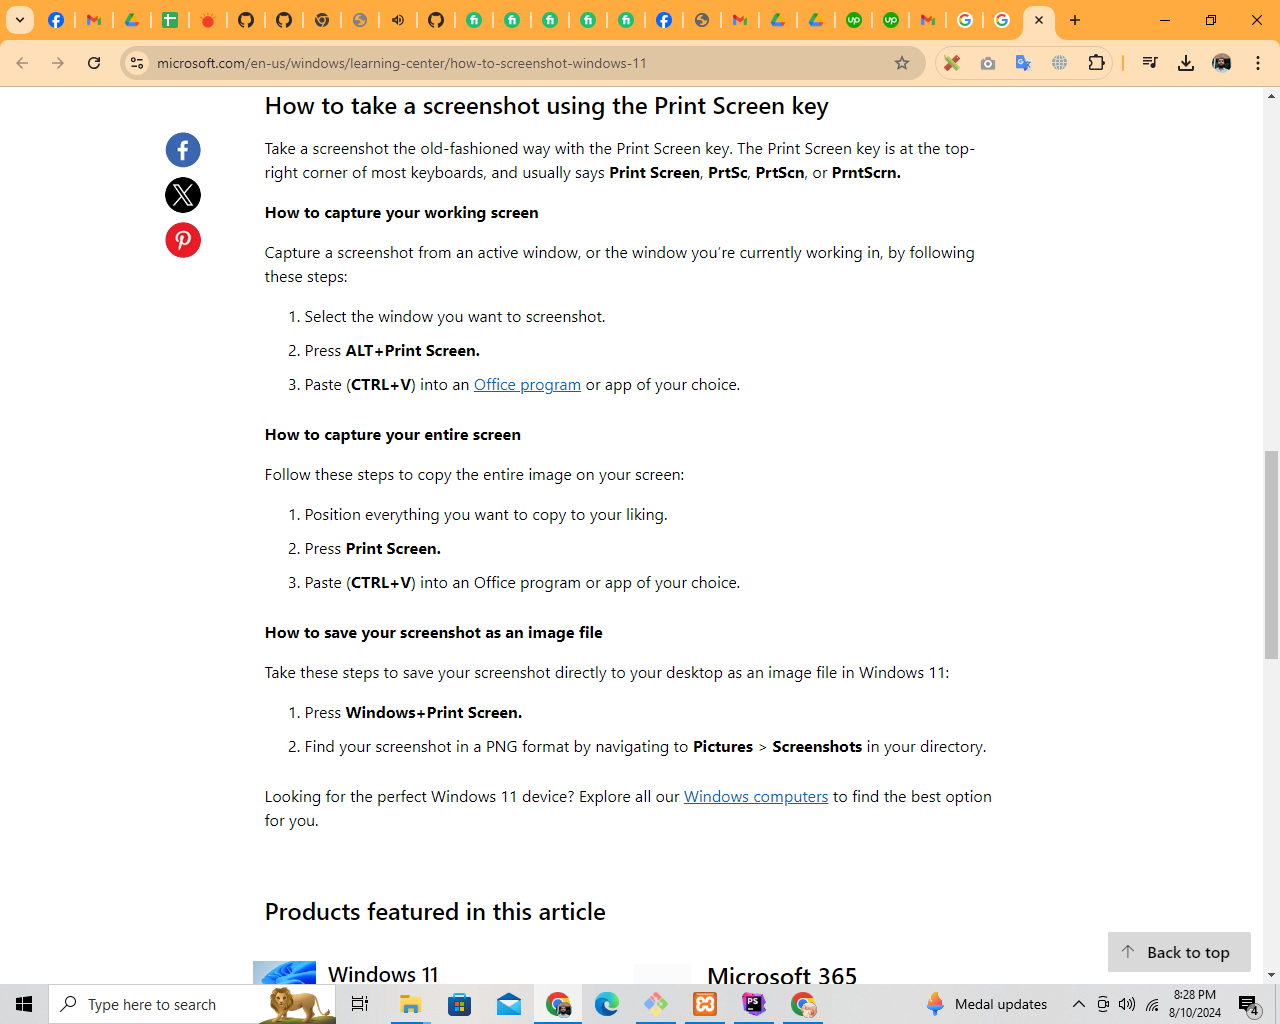 microsoft.com/en-us/windows/learning-center/how-to-screenshot-windows-11
How to take a screenshot using the Print Screen key
Take a screenshot the old-fashioned way with the Print Screen key. The Print Screen key is at the top-
right corner of most keyboards, and usually says Print Screen, PrtSc, PrtScn, or PrntScrn.
How to capture your working screen
Capture a screenshot from an active window, or the window you're currently working in, by following
these steps:
1. Select the window you want to screenshot.
2. Press ALT+Print Screen.
3. Paste (CTRL+V) into an Office program or app of your choice.
How to capture your entire screen
Follow these steps to copy the entire image on your screen:
1. Position everything you want to copy to your liking.
2. Press Print Screen.
3. Paste (CTRL+V) into an Office program or app of your choice.
How to save your screenshot as an image file
Take these steps to save your screenshot directly to your desktop as an image file in Windows 11:
1. Press Windows+Print Screen.
2. Find your screenshot in a PNG format by navigating to Pictures > Screenshots in your directory.
Looking for the perfect Windows 11 device? Explore all our Windows computers to find the best option
for you.
Products featured in this article
Back to top
Windows 11
Microsoft 365
Type here to search
Medal updates
8:28 PM
8/10/2024
4